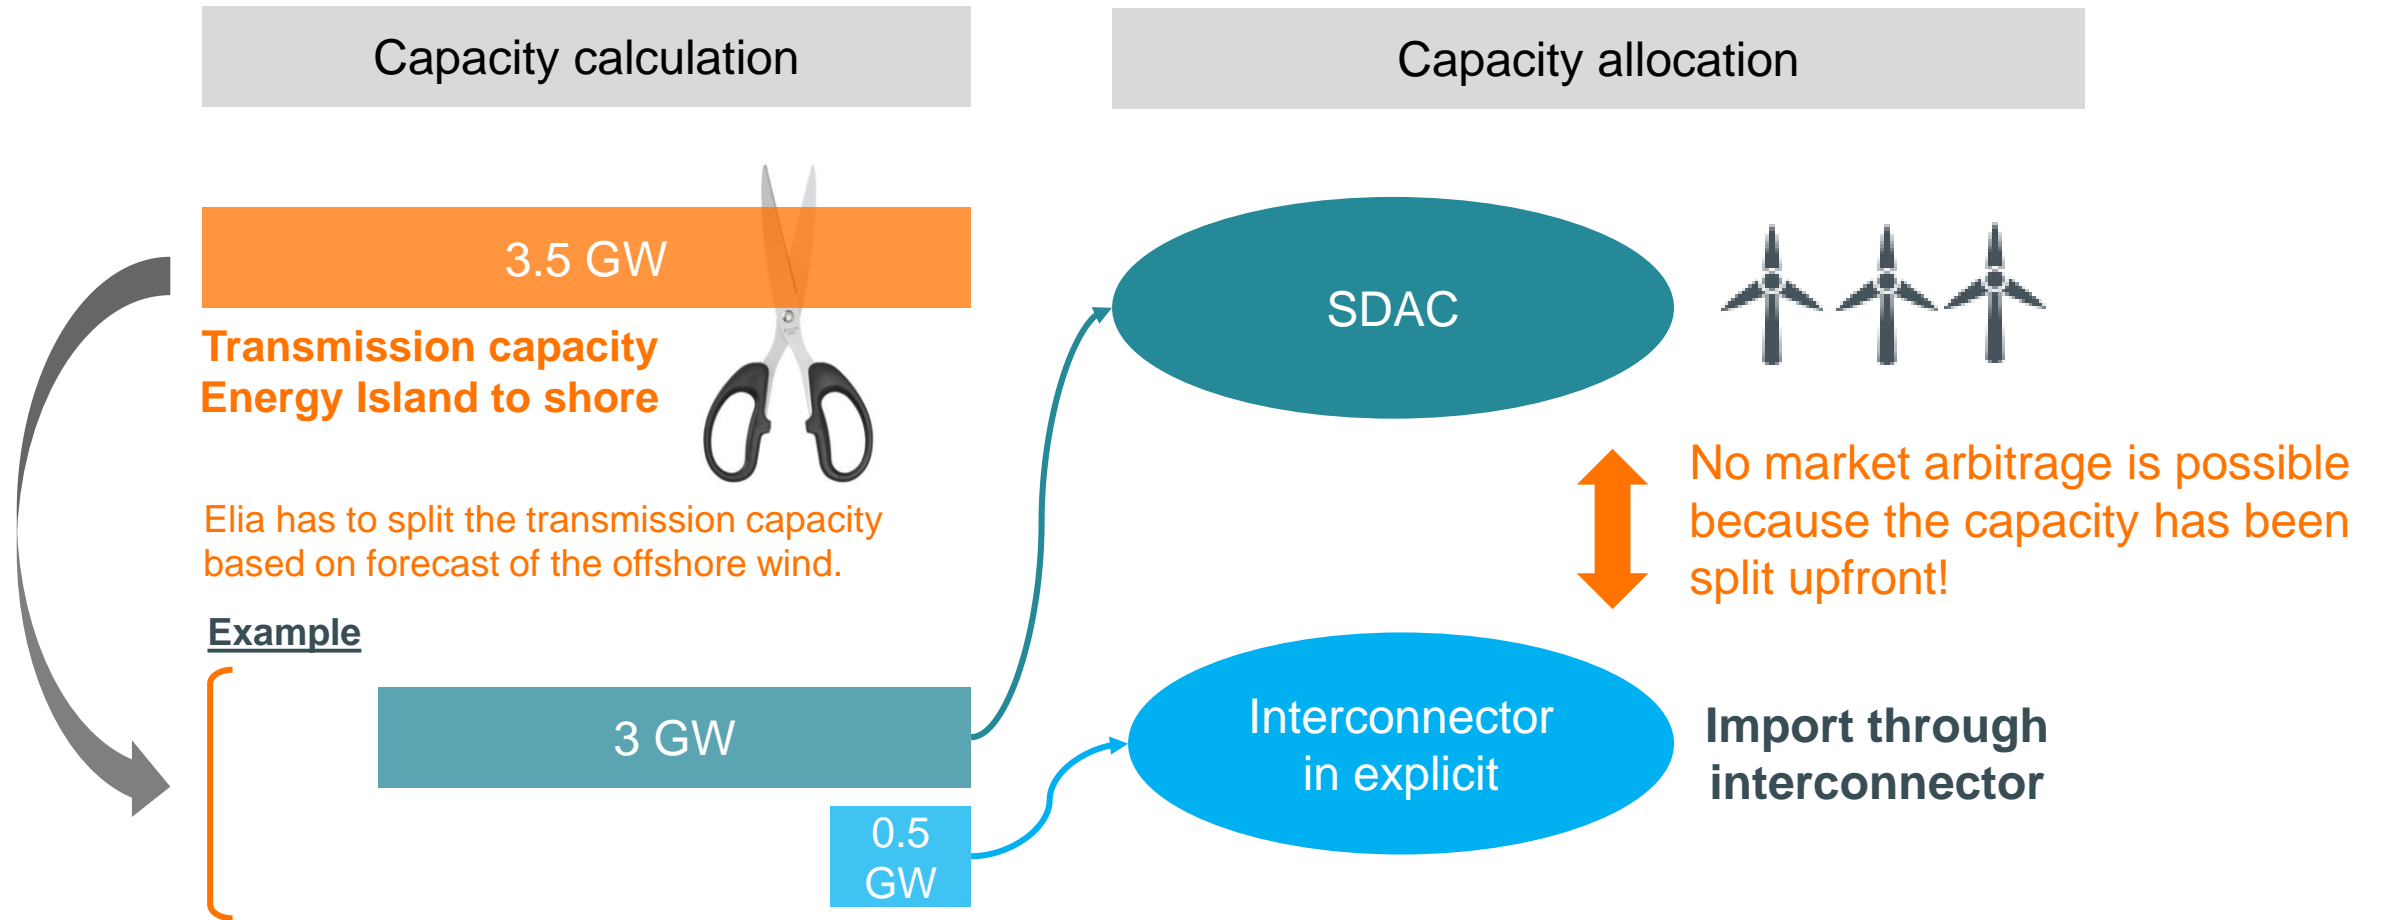 Capacity calculation
Capacity allocation
3.5 GW
Transmission capacity
Energy Island to shore
Elia has to split the transmission capacity
based on forecast of the offshore wind.
Example
3 GW
0.5
GW
SDAC
No market arbitrage is possible
because the capacity has been
split upfront!
Interconnector
in explicit
Import through
interconnector